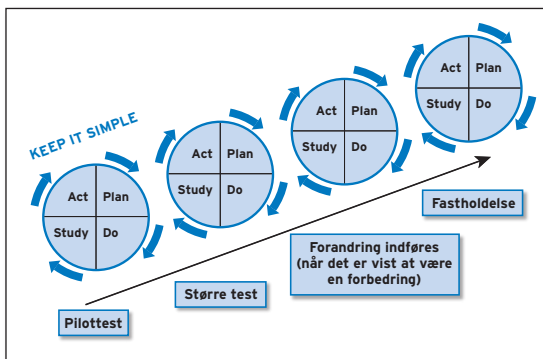 KEEP IT SIMPLE
Act Plan
Study Do
Pilottest
Act Plan
Study Do
Større test
Act Plan
Study Do
Forandring indføres
(når det er vist at være
en forbedring)
Act Plan
Study Do
Fastholdelse